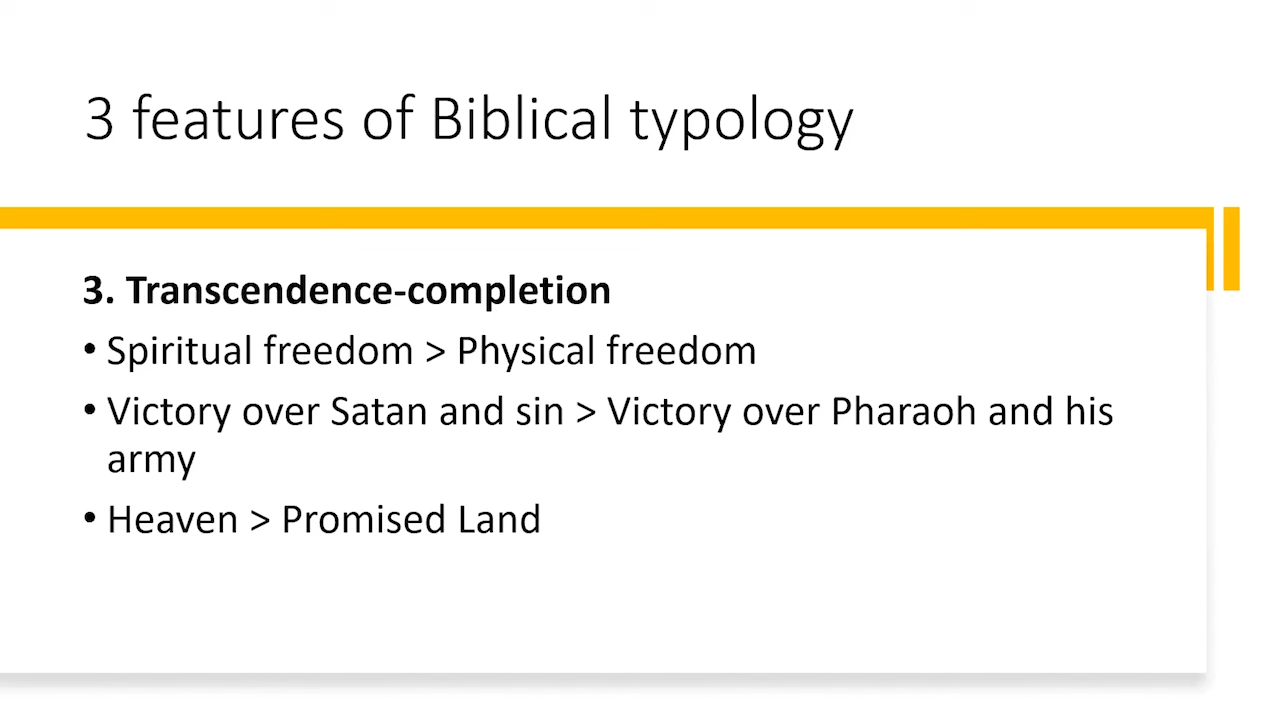 3 features of Biblical typology
3. Transcendence-completion
• Spiritual freedom > Physical freedom
• Victory over Satan and sin > Victory over Pharaoh and his
army
• Heaven > Promised Land